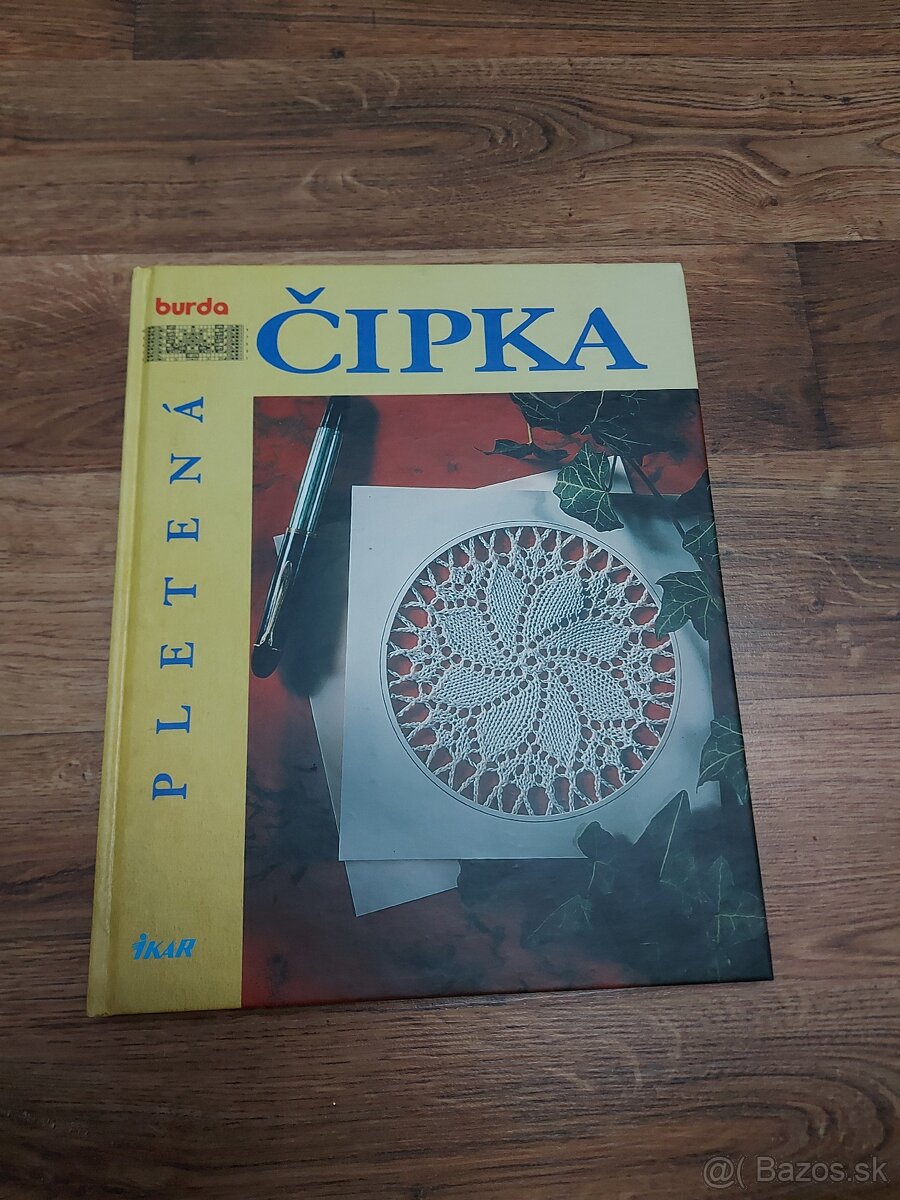 burda
ČIPKA
PLETENÁ
iKAR
@( Bazos.sk